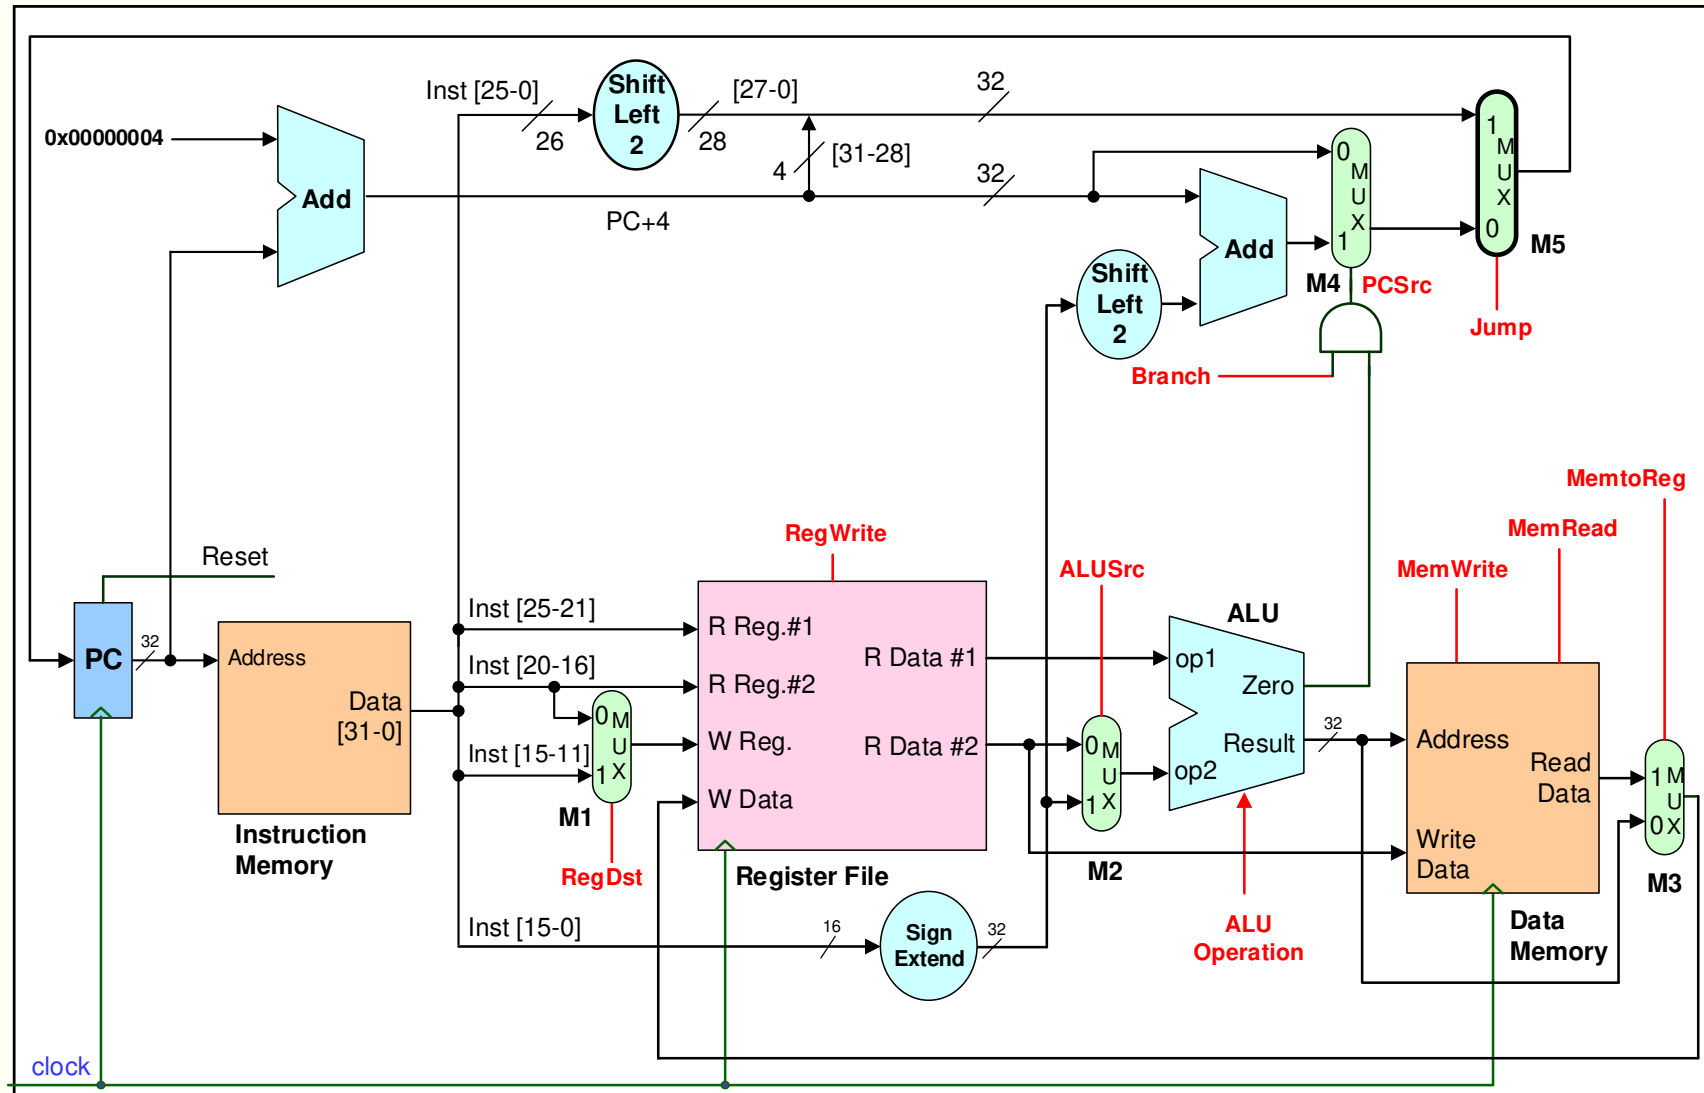 Inst [25-0]
26
Shift
Left
2
28
[27-0]
32
4
[31-28]
0x00000004
Add
PC+4
32
0
M
U
X
1
M4
PCSrc
1
M
U
X
0
M5
Jump
Add
Shift
Left
2
Branch
MemtoReg
MemRead
MemWrite
RegWrite
ALUSrc
Reset
PC
32
Address
Data
[31-0]
Instruction
Memory
Inst [25-21]
Inst [20-16]
Inst [15-11]
0
M
U
X
1
M1
RegDst
R Reg.#1
R Reg.#2
W Reg.
W Data
R Data #1
R Data #2
Register File
0
M
U
X
1
M2
ALU
op1
Zero
Result
op2
32
ALU
Operation
Address
Read
Data
Write
Data
Data
Memory
1
M
U
X
0
M3
Inst [15-0]
16
Sign
Extend
32
clock